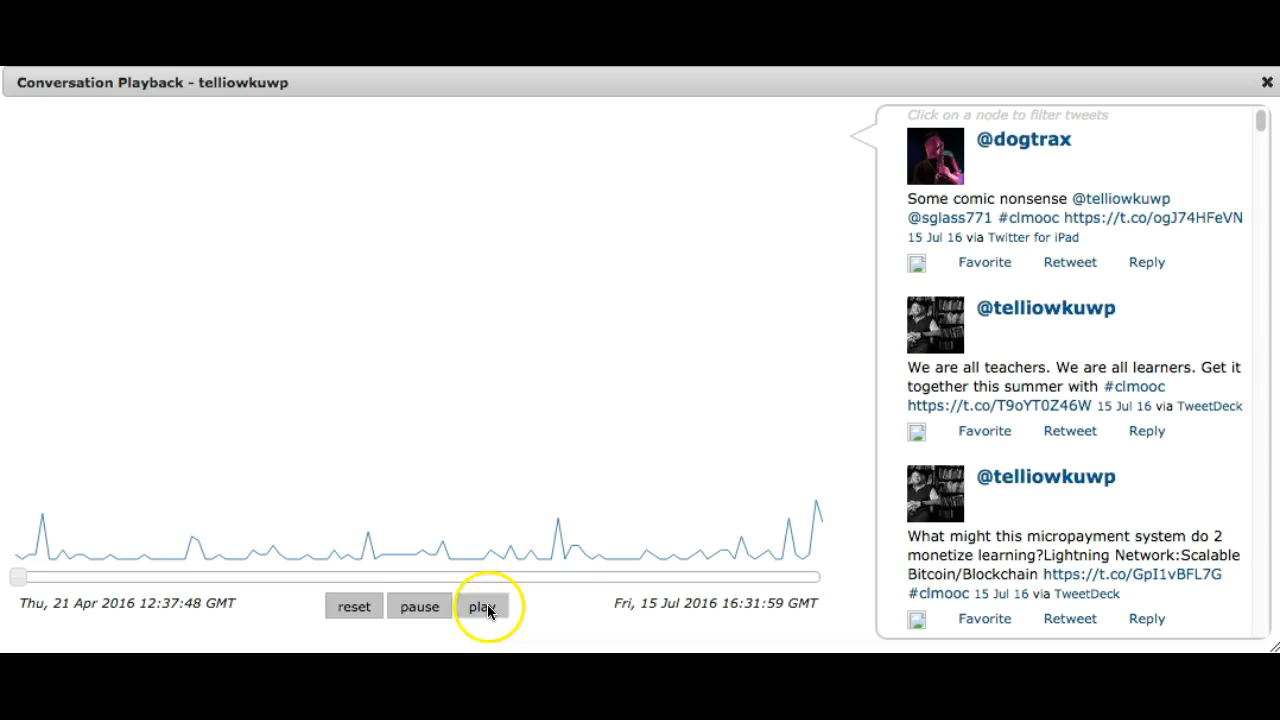 Conversation Playback - telliowkuwp
Click on a node to filter tweets
@dogtrax
Some comic nonsense @telliowkuwp
@sglass771 #clmooc https://t.co/ogJ74HFeVN
15 Jul 16 via Twitter for iPad
Favorite Retweet Reply
@telliowkuwp
We are all teachers. We are all learners. Get it
together this summer with #clmooc
https://t.co/T9oYT0Z46W 15 Jul 16 via TweetDeck
Favorite Retweet Reply
@telliowkuwp
What might this micropayment system do 2
monetize learning?Lightning Network:Scalable
Bitcoin/Blockchain https://t.co/GpI1vBFL7G
#clmooc 15 Jul 16 via TweetDeck
Favorite Retweet Reply
Thu, 21 Apr 2016 12:37:48 GMT
reset pause play
Fri, 15 Jul 2016 16:31:59 GMT